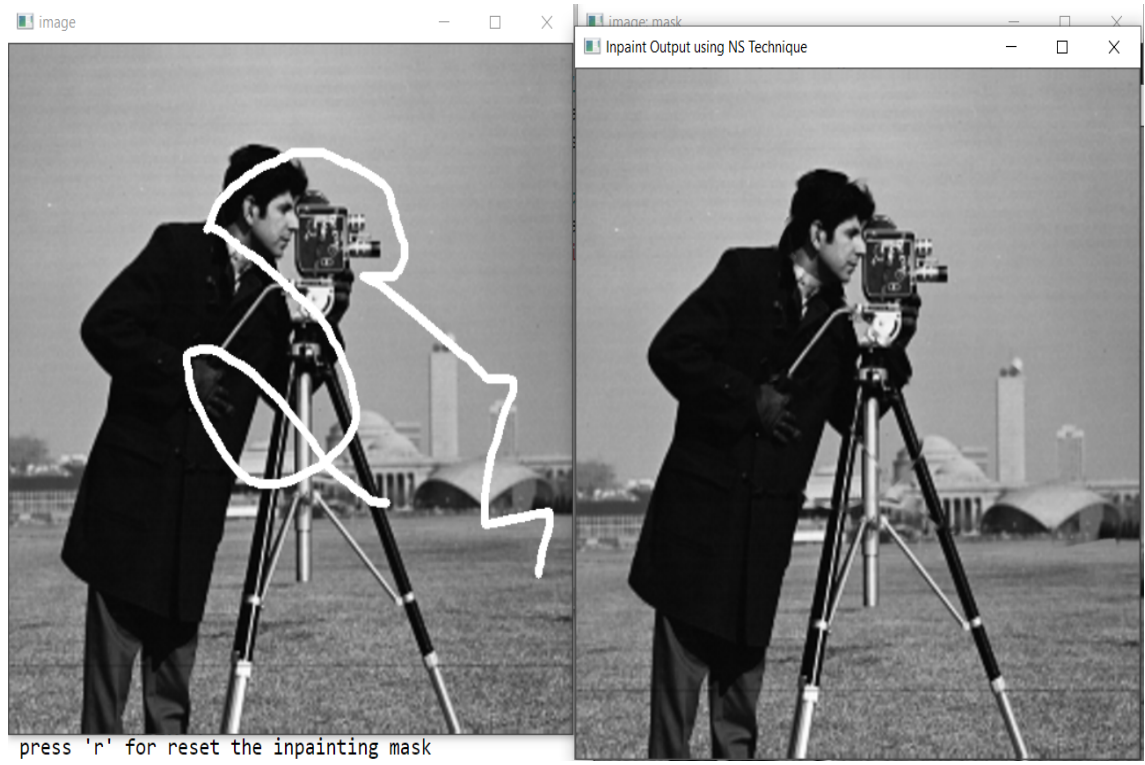 image
image: mask
Inpaint Output using NS Technique
press 'r' for reset the inpainting mask